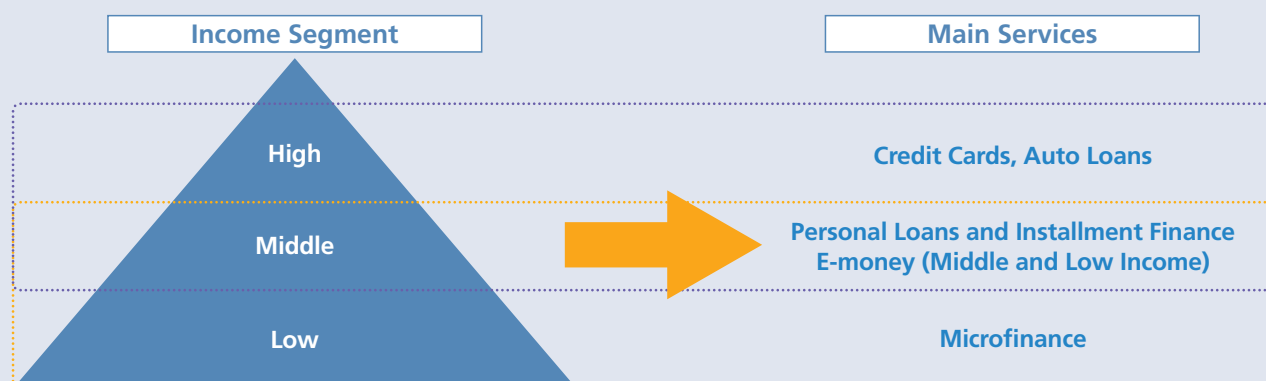 Income Segment
Main Services
High
Credit Cards, Auto Loans
Middle
Personal Loans and Installment Finance
E-money (Middle and Low Income)
Low
Microfinance